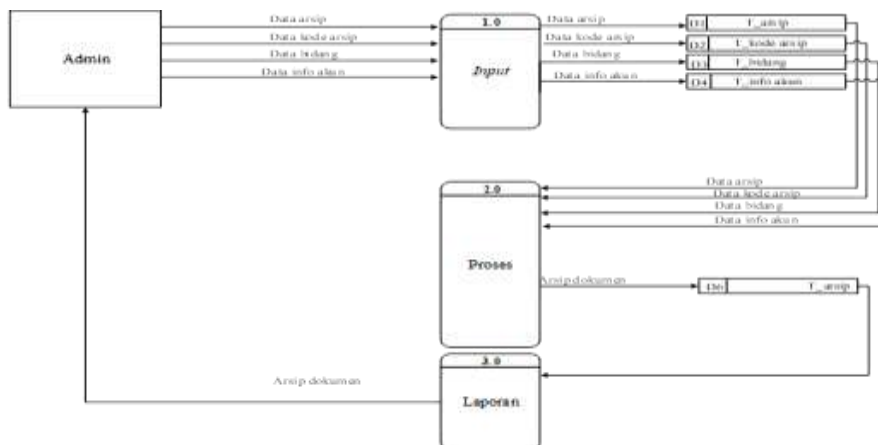 Admin
Data arsip
Data kode arsip
Data bidang
Data info akun
1.0
Input
Data arsip
Data kode arsip
Data bidang
Data info akun
D1 T_arsip
D2 T_kode arsip
D3 T_bidang
D4 T_info akun
Data arsip
Data kode arsip
Data bidang
Data info akun
2.0
Proses
Arsip dokumen
T_arsip
3.0
Laporan
Arsip dokumen